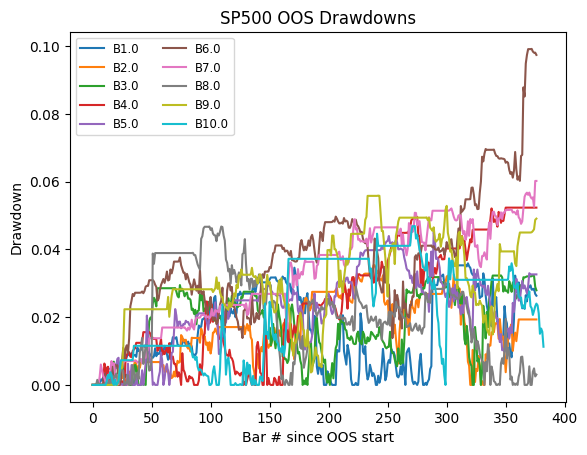 SP500 OOS Drawdowns
0.10
0.08
0.06
0.04
0.02
0.00
Drawdown
B1.0 B6.0
B2.0 B7.0
B3.0 B8.0
B4.0 B9.0
B5.0 B10.0
0 50 100 150 200 250 300 350 400
Bar # since OOS start